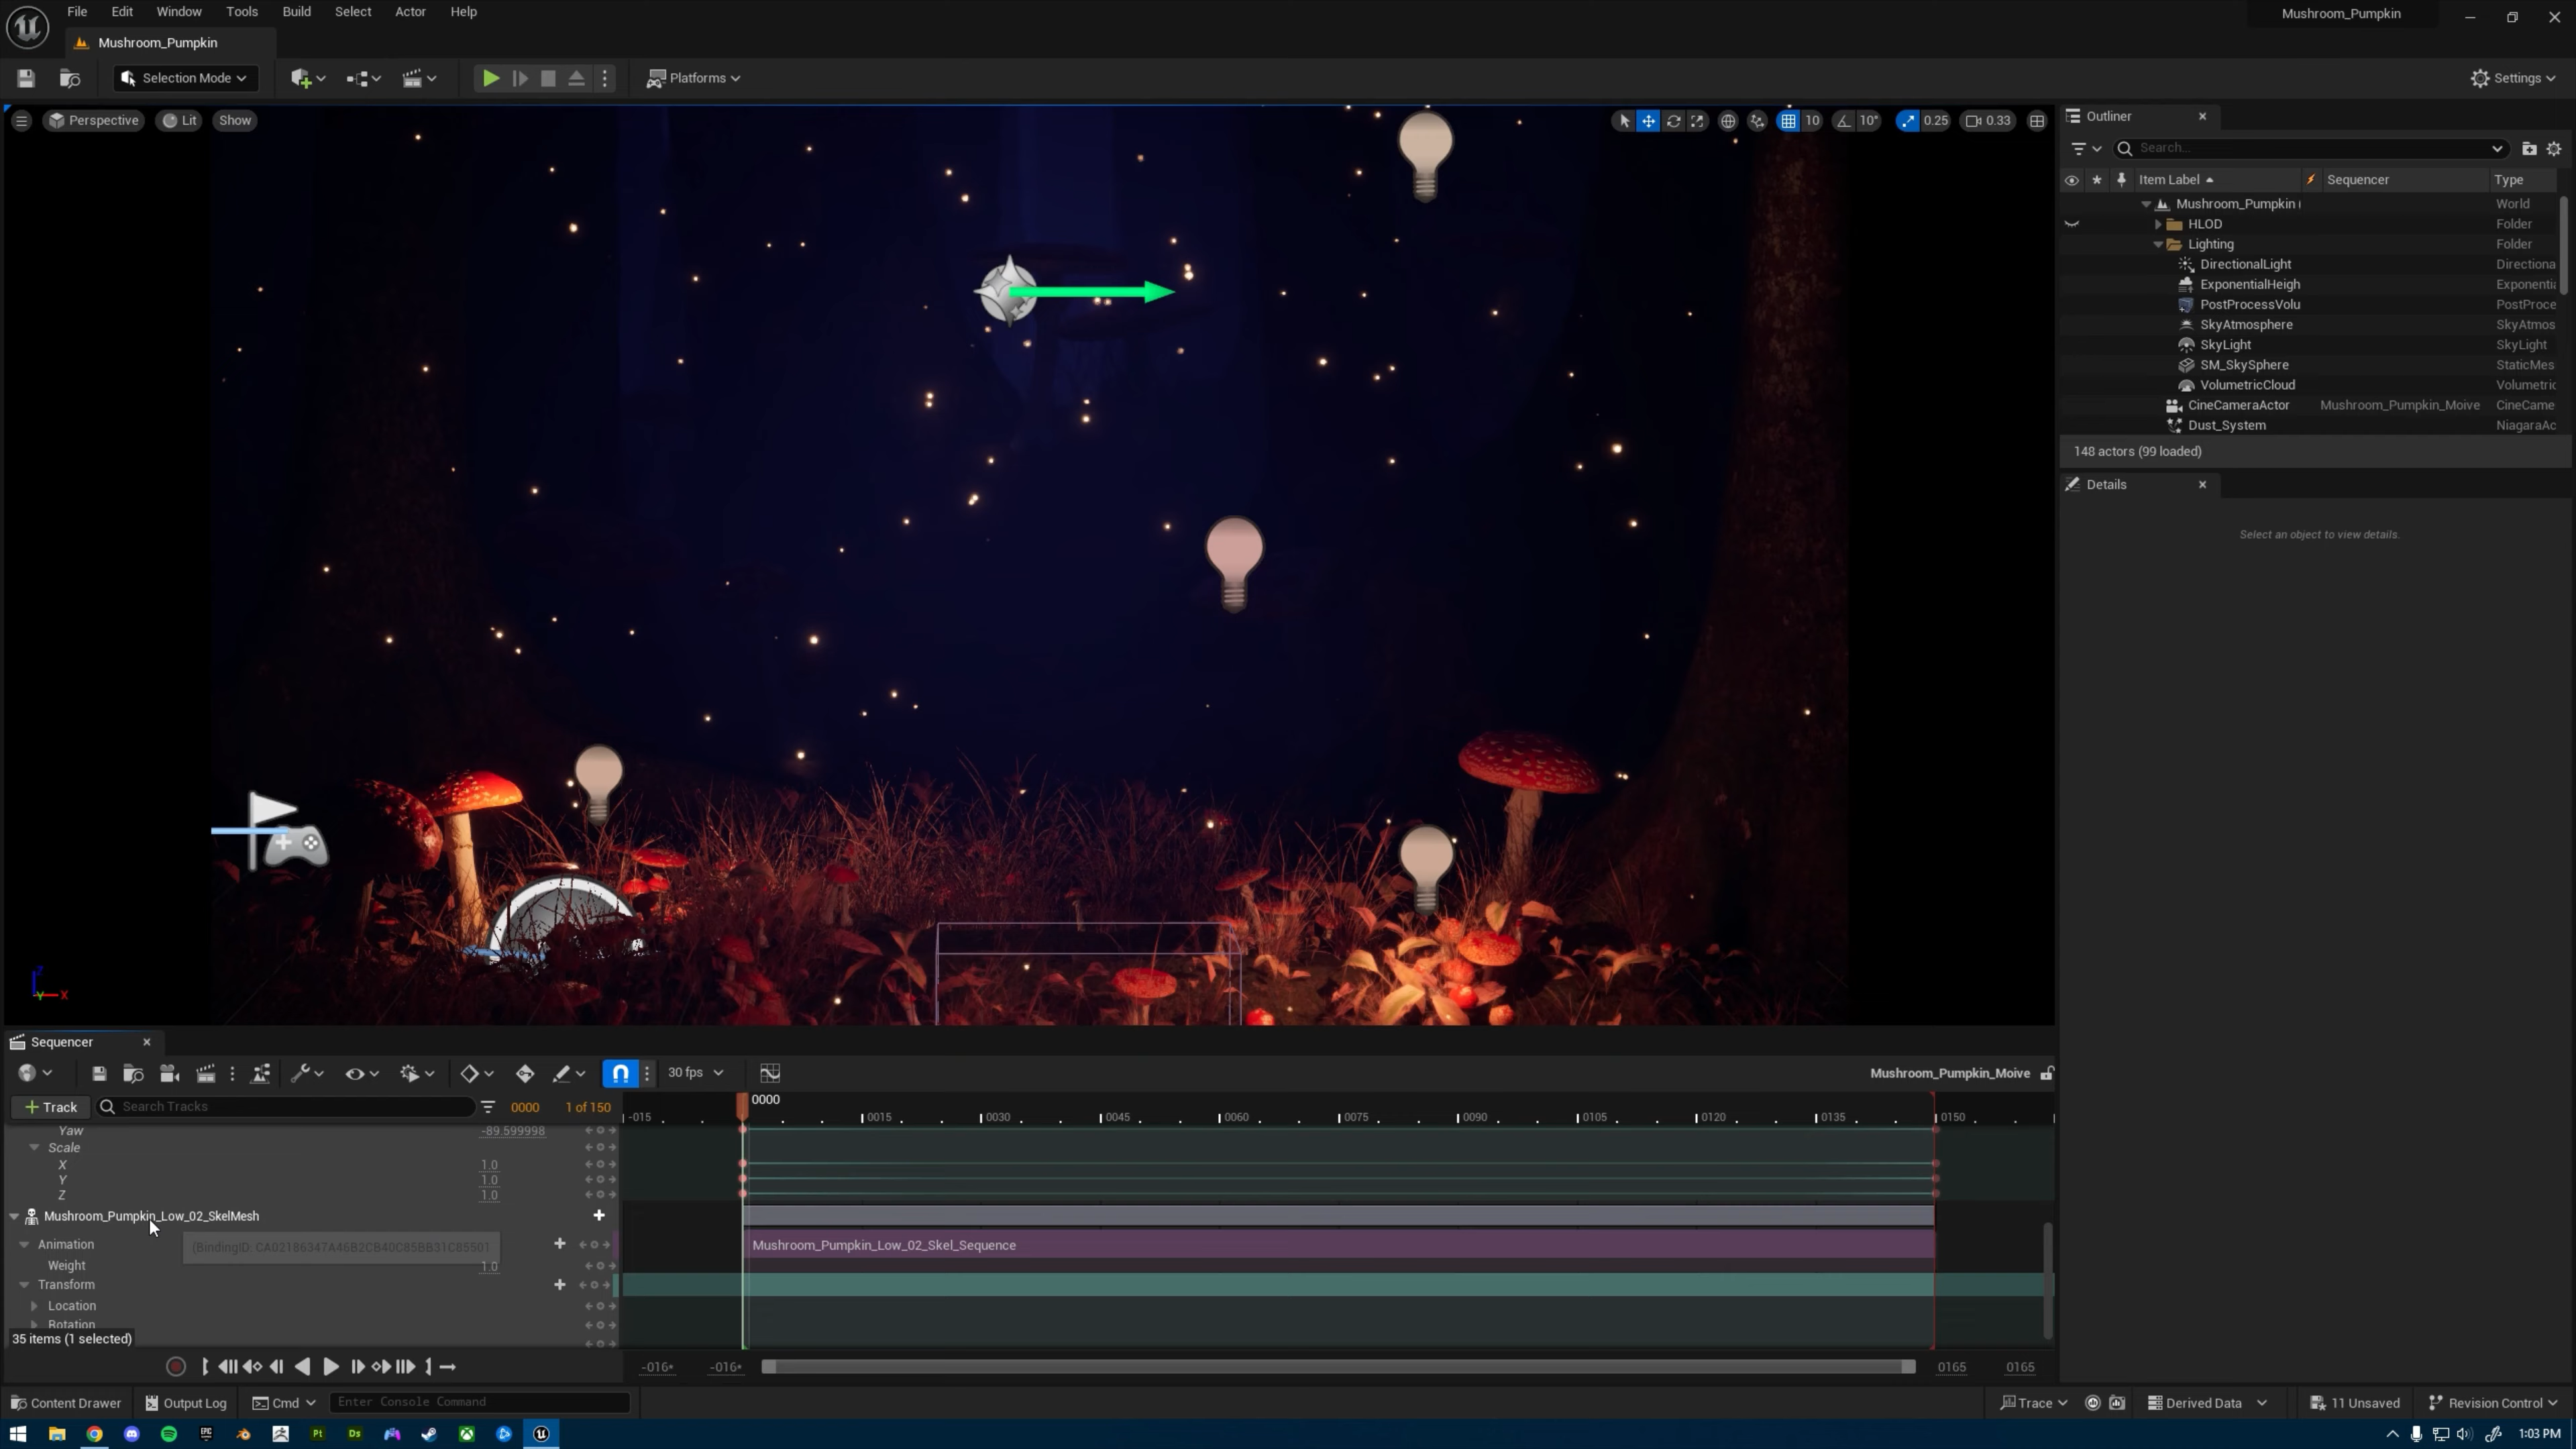 File Edit Window Tools Build Select Actor Help
Mushroom_Pumpkin
Mushroom_Pumpkin
Selection Mode
Platforms
Settings
Perspective Lit Show
10 10° 0.25 0.33
Outliner
Search...
Item Label Sequencer Type
Mushroom_Pumpkin ( World
HLOD Folder
Lighting Folder
DirectionalLight Directiona
ExponentialHeigh Exponentia
PostProcessVolu PostProce
SkyAtmosphere SkyAtmos
SkyLight SkyLight
SM_SkySphere StaticMes
VolumetricCloud Volumetric
CineCameraActor Mushroom_Pumpkin_Moive CineCame
Dust_System NiagaraAc
148 actors (99 loaded)
Details
Select an object to view details.
Z
Y X
Sequencer
30 fps
Mushroom_Pumpkin_Moive
Track
Search Tracks
0000 1 of 150
0000
-015 0015 0030 0045 0060 0075 0090 0105 0120 0135 0150
Yaw -89.599998
Scale
X 1.0
Y 1.0
Z 1.0
Mushroom_Pumpkin_Low_02_SkelMesh
Animation
(BindingID: CA02186347A46B2CB40C85BB31C85501
Mushroom_Pumpkin_Low_02_Skel_Sequence
Weight 1.0
Transform
Location
Rotation
35 items (1 selected)
-016* -016* 0165 0165
Content Drawer Output Log Cmd Enter Console Command
Trace Derived Data 11 Unsaved Revision Control
EPIC Pt Ds
1:03 PM